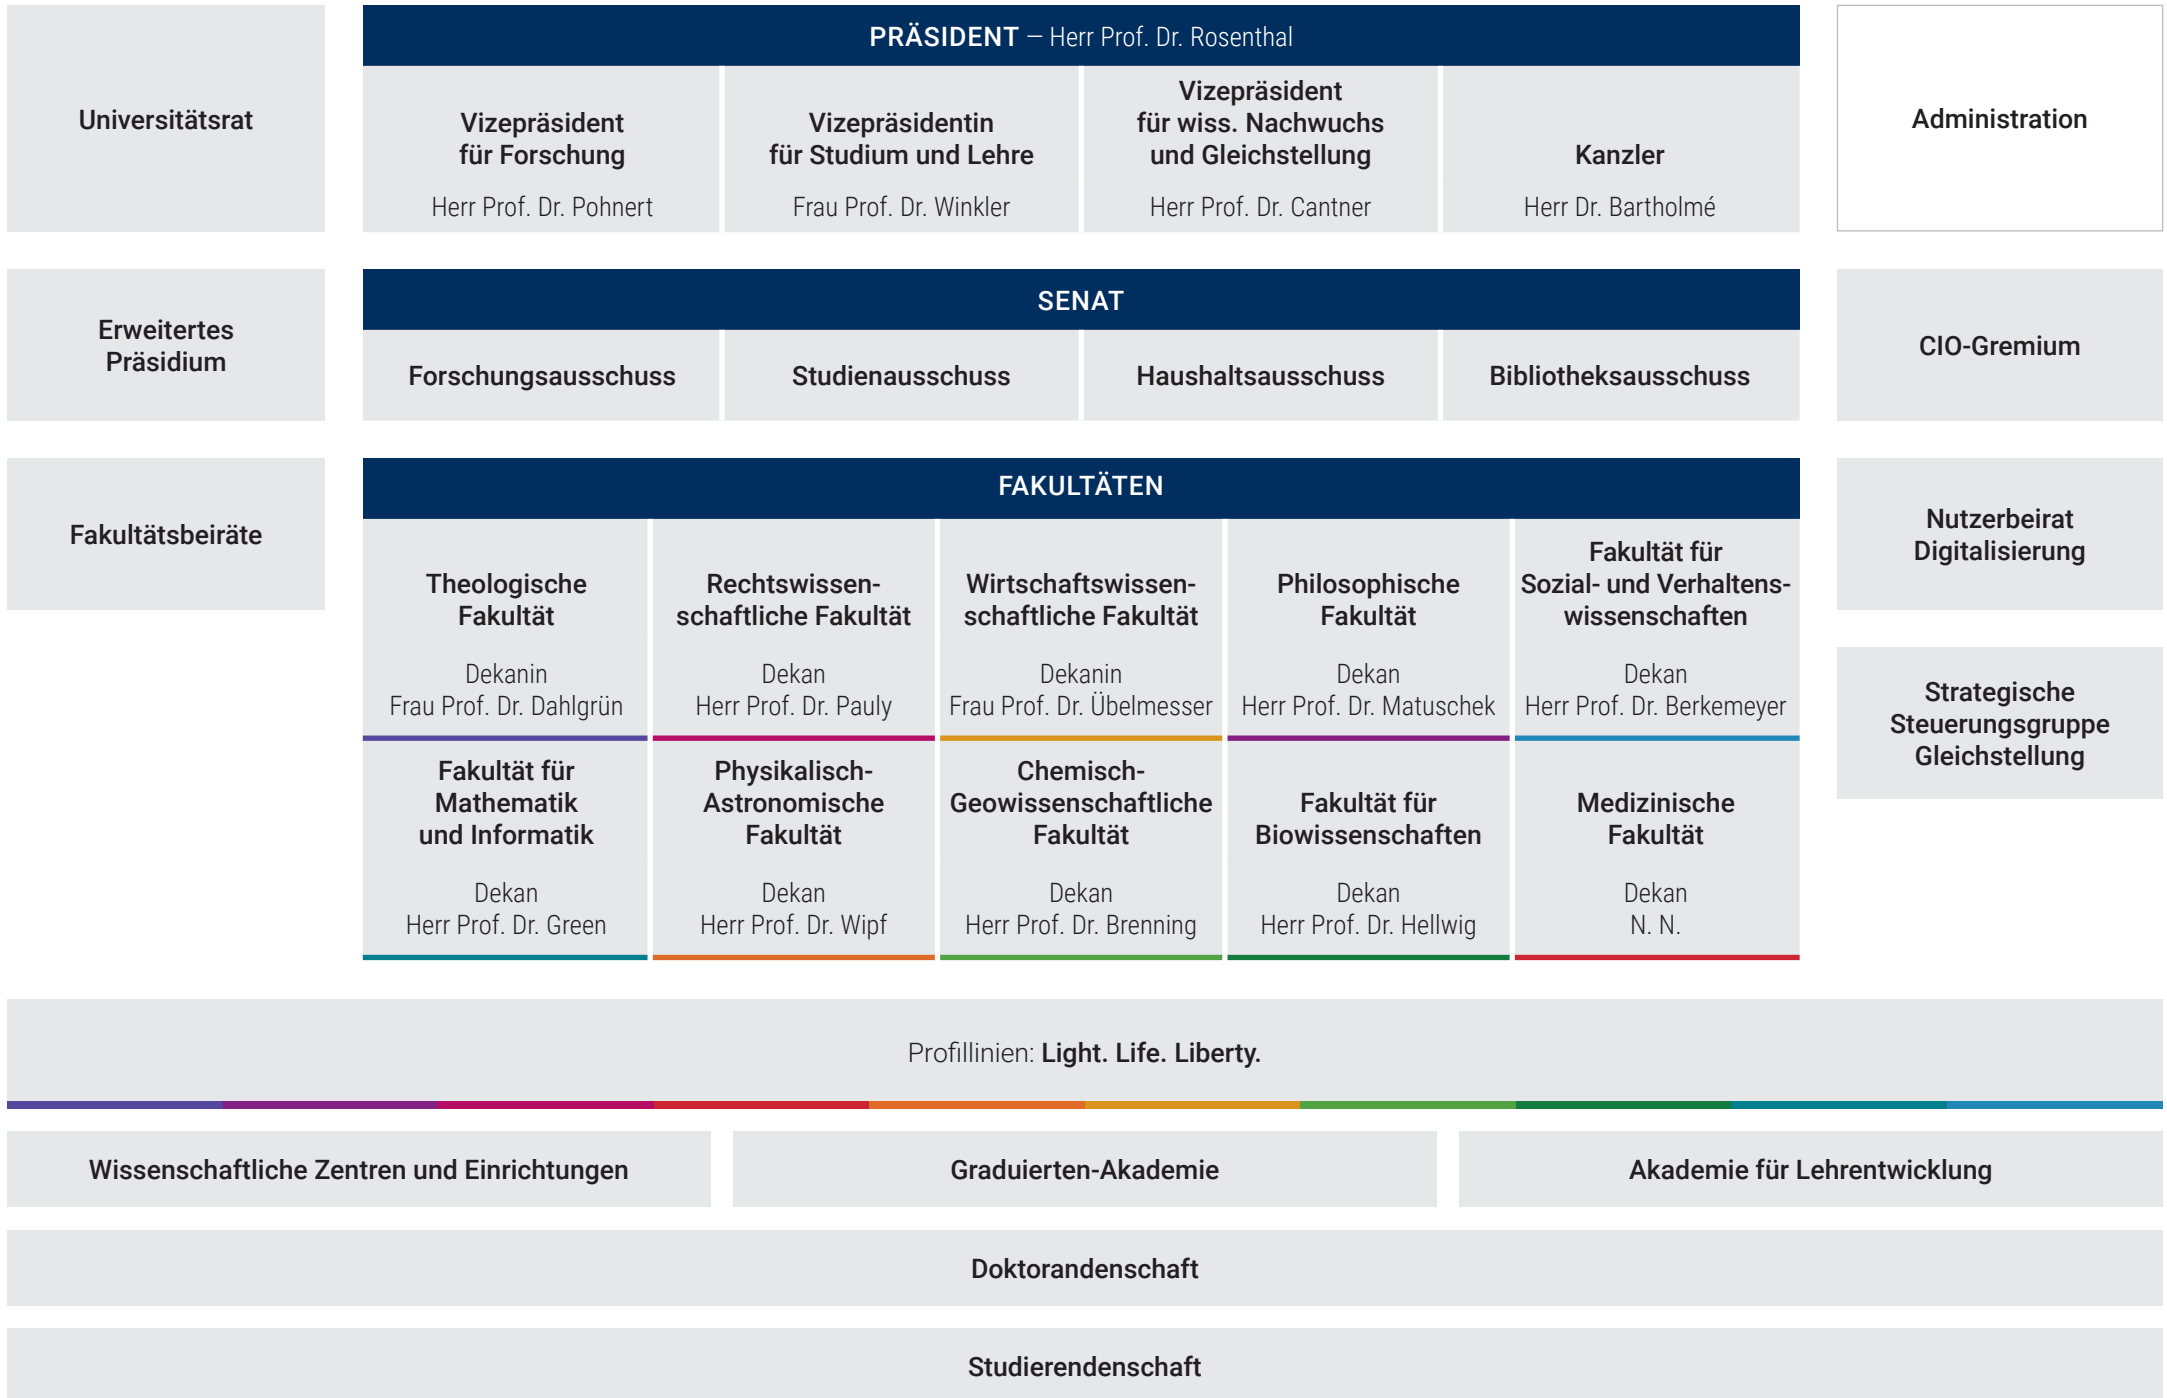 Universitätsrat
PRÄSIDENT – Herr Prof. Dr. Rosenthal
Vizepräsident
für Forschung
Herr Prof. Dr. Pohnert
Vizepräsidentin
für Studium und Lehre
Frau Prof. Dr. Winkler
Vizepräsident
für wiss. Nachwuchs
und Gleichstellung
Herr Prof. Dr. Cantner
Kanzler
Herr Dr. Bartholmé
Administration
Erweitertes
Präsidium
SENAT
Forschungsausschuss
Studienausschuss
Haushaltsausschuss
Bibliotheksausschuss
CIO-Gremium
Fakultätsbeiräte
FAKULTÄTEN
Theologische
Fakultät
Dekanin
Frau Prof. Dr. Dahlgrün
Rechtswissen-
schaftliche Fakultät
Dekan
Herr Prof. Dr. Pauly
Wirtschaftswissen-
schaftliche Fakultät
Dekanin
Frau Prof. Dr. Übelmesser
Philosophische
Fakultät
Dekan
Herr Prof. Dr. Matuschek
Fakultät für
Sozial- und Verhaltens-
wissenschaften
Dekan
Herr Prof. Dr. Berkemeyer
Fakultät für
Mathematik
und Informatik
Dekan
Herr Prof. Dr. Green
Physikalisch-
Astronomische
Fakultät
Dekan
Herr Prof. Dr. Wipf
Chemisch-
Geowissenschaftliche
Fakultät
Dekan
Herr Prof. Dr. Brenning
Fakultät für
Biowissenschaften
Dekan
Herr Prof. Dr. Hellwig
Medizinische
Fakultät
Dekan
N. N.
Nutzerbeirat
Digitalisierung
Strategische
Steuerungsgruppe
Gleichstellung
Profillinien: Light. Life. Liberty.
Wissenschaftliche Zentren und Einrichtungen
Graduierten-Akademie
Akademie für Lehrentwicklung
Doktorandenschaft
Studierendenschaft